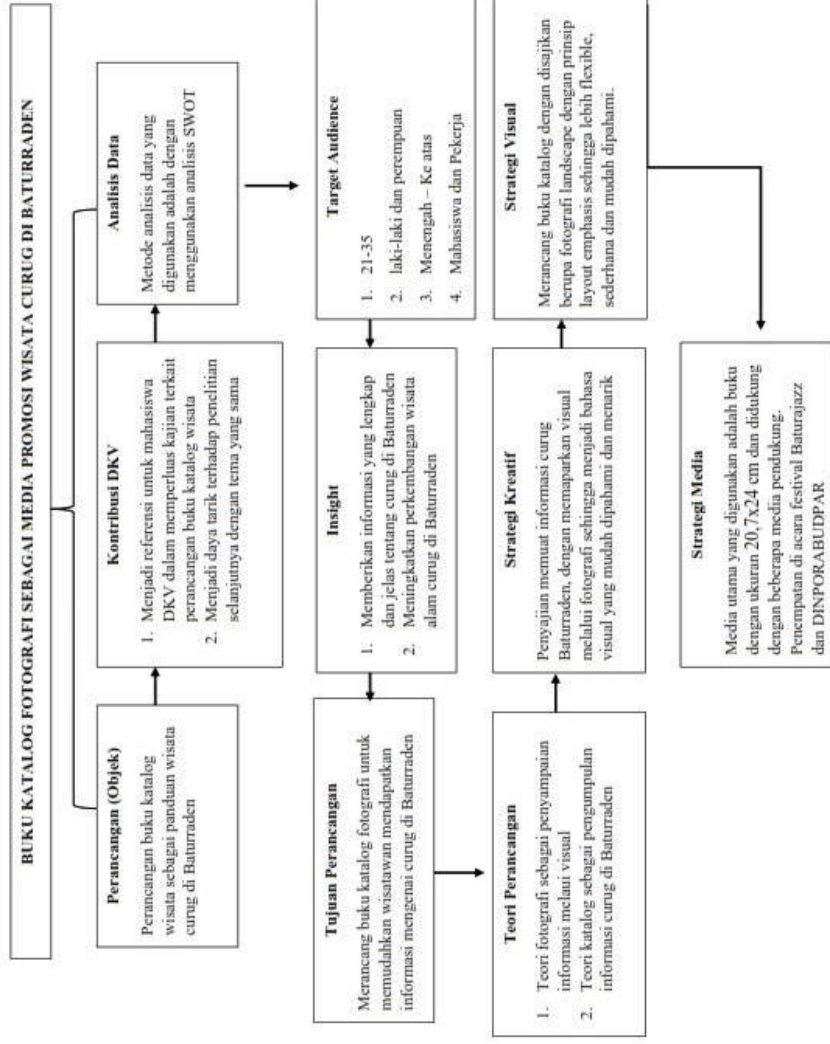 BUKU KATALOG FOTOGRAFI SEBAGAI MEDIA PROMOSI WISATA CURUG DI BATURRADEN
Perancangan (Objek)
Perancangan buku katalog
wisata sebagai panduan wisata
curug di Baturraden
Kontribusi DKV
1. Menjadi referensi untuk mahasiswa
DKV dalam memperluas kajian terkait
perancangan buku katalog wisata
2. Menjadi daya tarik terhadap penelitian
selanjutnya dengan tema yang sama
Analisis Data
Metode analisis data yang
digunakan adalah dengan
menggunakan analisis SWOT
Target Audience
1. 21-35
2. laki-laki dan perempuan
3. Menengah – Ke atas
4. Mahasiswa dan Pekerja
Insight
1. Memberikan informasi yang lengkap
dan jelas tentang curug di Baturraden
2. Meningkatkan perkembangan wisata
alam curug di Baturraden
Tujuan Perancangan
Merancang buku katalog fotografi untuk
memudahkan wisatawan mendapatkan
informasi mengenai curug di Baturraden
Teori Perancangan
1. Teori fotografi sebagai penyampaian
informasi melaui visual
2. Teori katalog sebagai pengumpulan
informasi curug di Baturraden
Strategi Kreatif
Penyajian memuat informasi curug
Baturraden, dengan memaparkan visual
melalui fotografi sehingga menjadi bahasa
visual yang mudah dipahami dan menarik
Strategi Visual
Merancang buku katalog dengan disajikan
berupa fotografi landscape dengan prinsip
layout emphasis sehingga lebih flexible,
sederhana dan mudah dipahami.
Strategi Media
Media utama yang digunakan adalah buku
dengan ukuran 20,7x24 cm dan didukung
dengan beberapa media pendukung.
Penempatan di acara festival Baturajazz
dan DINPORABUDPAR